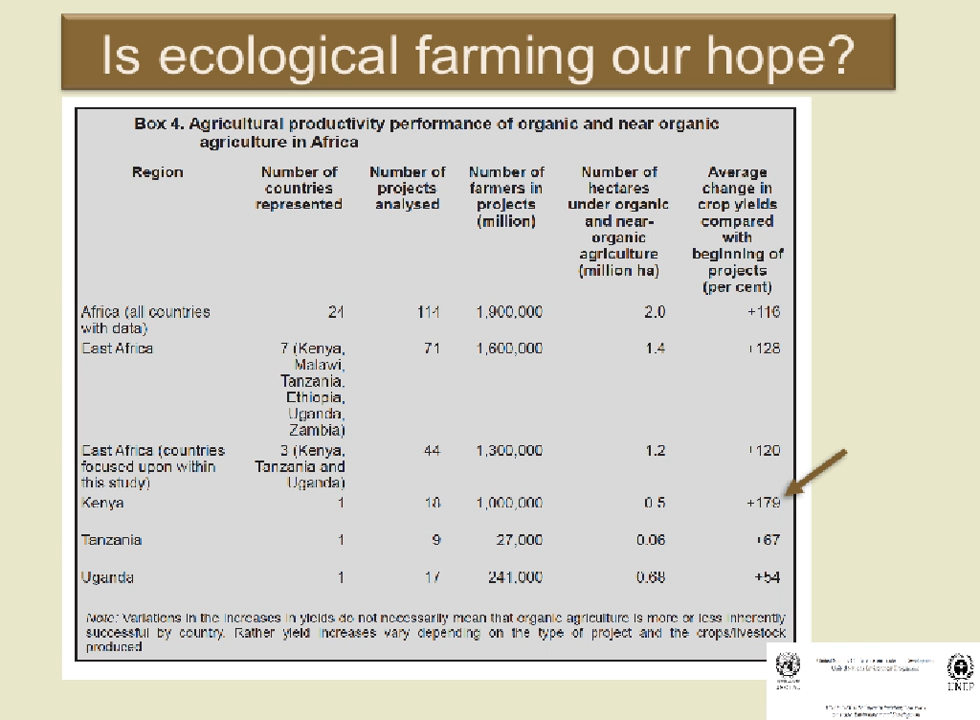 Is ecological farming our hope?
Box 4. Agricultural productivity performance of organic and near organic
agriculture in Africa
Region Number of countries represented Number of projects analysed Number of farmers in projects (million) Number of hectares under organic and near-organic agriculture (million ha) Average change in crop yields compared with beginning of projects (per cent)
Africa (all countries with data) 24 114 1,900,000 2.0 +116
East Africa 7 (Kenya, Malawi, Tanzania, Ethiopia, Uganda, Zambia) 71 1,600,000 1.4 +128
East Africa (countries focused upon within this study) 3 (Kenya, Tanzania and Uganda) 44 1,300,000 1.2 +120
Kenya 1 18 1,000,000 0.5 +179
Tanzania 1 9 27,000 0.06 +67
Uganda 1 17 241,000 0.68 +54
Note: Variations in the increases in yields do not necessarily mean that organic agriculture is more or less inherently
successful by country. Rather yield increases vary depending on the type of project and the crops/livestock
produced
UNEP